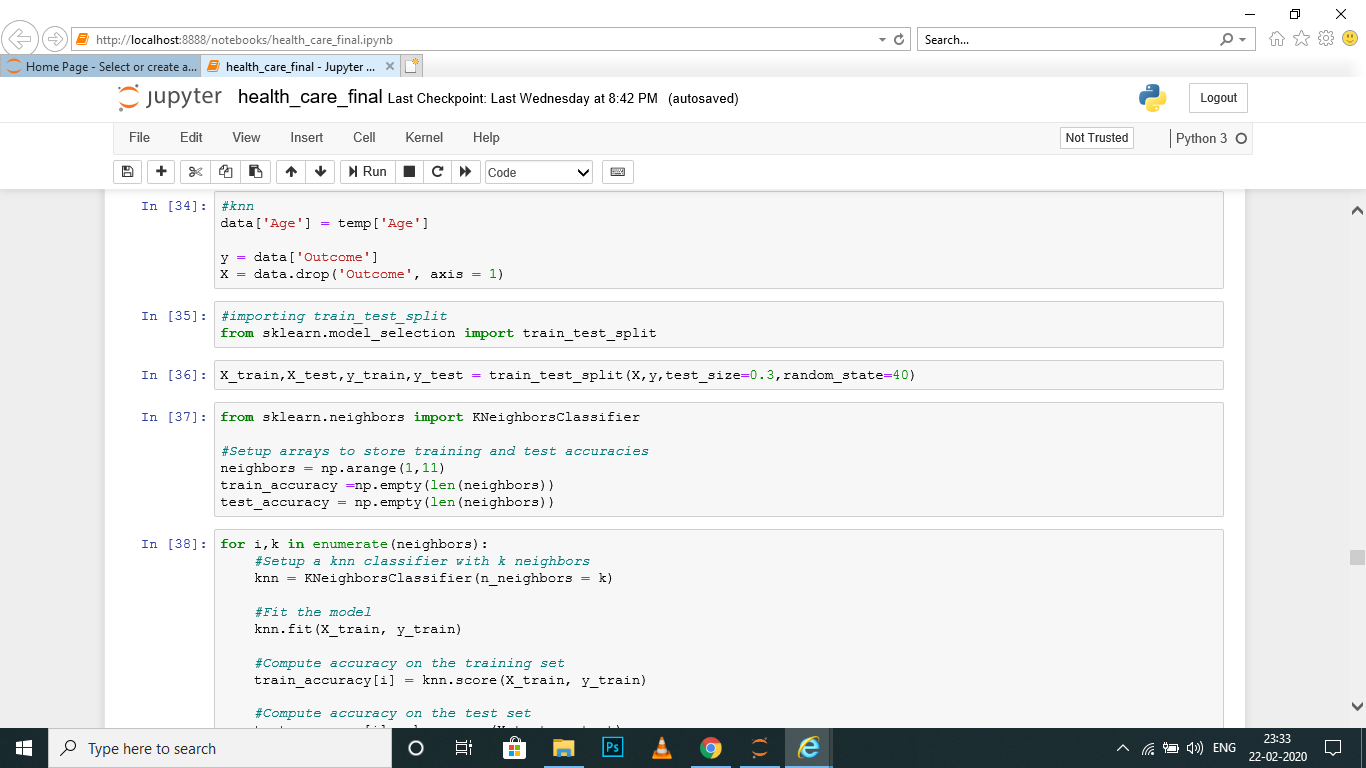 http://localhost:8888/notebooks/health_care_final.ipynb
Search...
Home Page - Select or create a...
health_care_final - Jupyter ...
jupyter health_care_final Last Checkpoint: Last Wednesday at 8:42 PM (autosaved)
Logout
File Edit View Insert Cell Kernel Help
Not Trusted
Python 3
Run
Code
In [34]:
#knn
data['Age'] = temp['Age']
y = data['Outcome']
X = data.drop('Outcome', axis = 1)
In [35]:
#importing train_test_split
from sklearn.model_selection import train_test_split
In [36]:
X_train,X_test,y_train,y_test = train_test_split(X,y,test_size=0.3,random_state=40)
In [37]:
from sklearn.neighbors import KNeighborsClassifier
#Setup arrays to store training and test accuracies
neighbors = np.arange(1,11)
train_accuracy =np.empty(len(neighbors))
test_accuracy = np.empty(len(neighbors))
In [38]:
for i,k in enumerate(neighbors):
    #Setup a knn classifier with k neighbors
    knn = KNeighborsClassifier(n_neighbors = k)
    #Fit the model
    knn.fit(X_train, y_train)
    #Compute accuracy on the training set
    train_accuracy[i] = knn.score(X_train, y_train)
    #Compute accuracy on the test set
Type here to search
Ps
ENG
23:33
22-02-2020